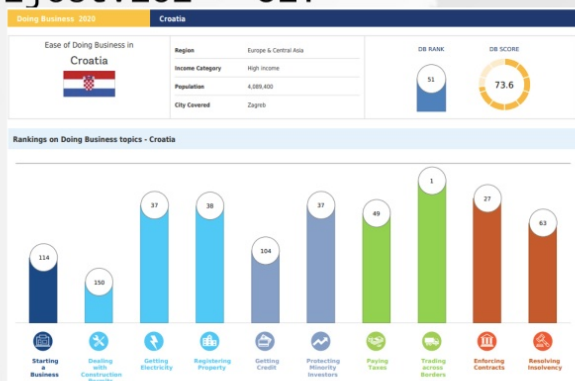 Doing Business 2020 Croatia
Ease of Doing Business in
Croatia
Region Europe & Central Asia
Income Category High income
Population 4,089,400
City Covered Zagreb
DB RANK DB SCORE
51
73.6
Rankings on Doing Business topics - Croatia
114 150 37 38 104 37 49 1 27 63
Starting a Business
Dealing with Construction
Getting Electricity
Registering Property
Getting Credit
Protecting Minority Investors
Paying Taxes
Trading across Borders
Enforcing Contracts
Resolving Insolvency